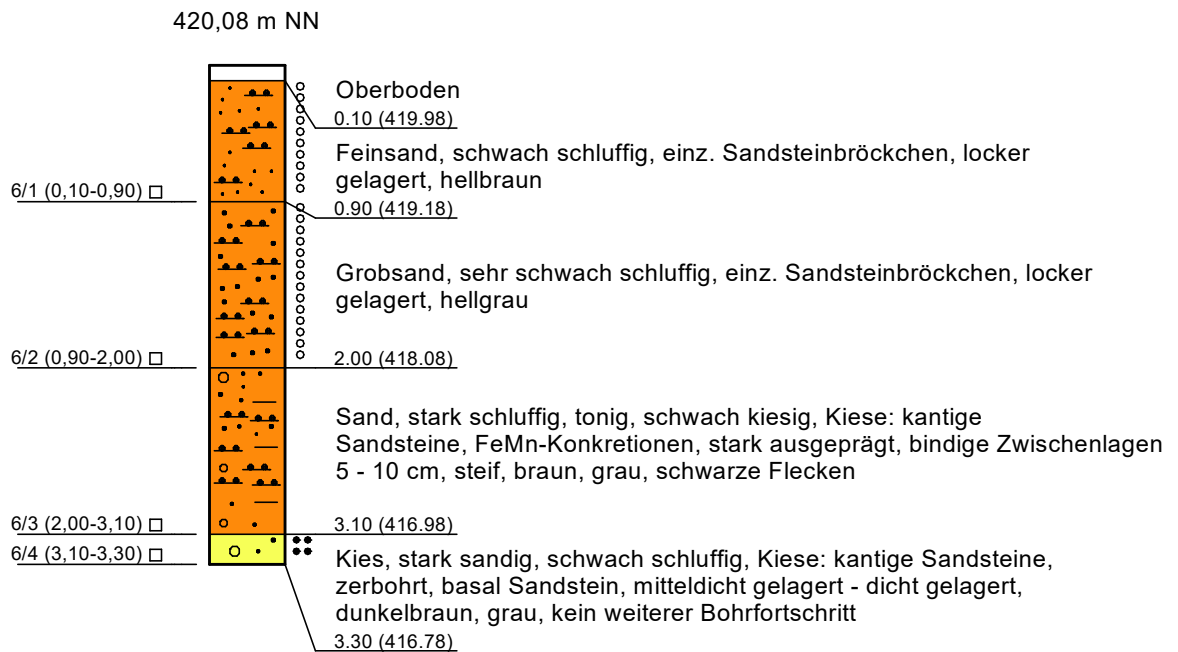 420,08 m NN
Oberboden
0.10 (419.98)
Feinsand, schwach schluffig, einz. Sandsteinbröckchen, locker
gelagert, hellbraun
6/1 (0,10-0,90)
0.90 (419.18)
Grobsand, sehr schwach schluffig, einz. Sandsteinbröckchen, locker
gelagert, hellgrau
6/2 (0,90-2,00)
2.00 (418.08)
Sand, stark schluffig, tonig, schwach kiesig, Kiese: kantige
Sandsteine, FeMn-Konkretionen, stark ausgeprägt, bindige Zwischenlagen
5 - 10 cm, steif, braun, grau, schwarze Flecken
6/3 (2,00-3,10)
3.10 (416.98)
6/4 (3,10-3,30)
Kies, stark sandig, schwach schluffig, Kiese: kantige Sandsteine,
zerbohrt, basal Sandstein, mitteldicht gelagert - dicht gelagert,
dunkelbraun, grau, kein weiterer Bohrfortschritt
3.30 (416.78)